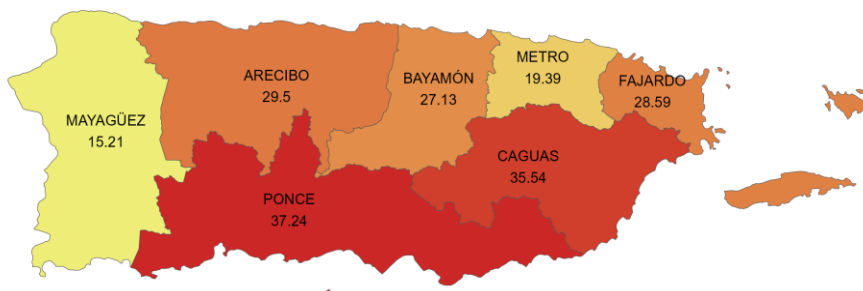 METRO
19.39
ARECIBO
29.5
BAYAMÓN
27.13
FAJARDO
28.59
MAYAGÜEZ
15.21
CAGUAS
35.54
PONCE
37.24